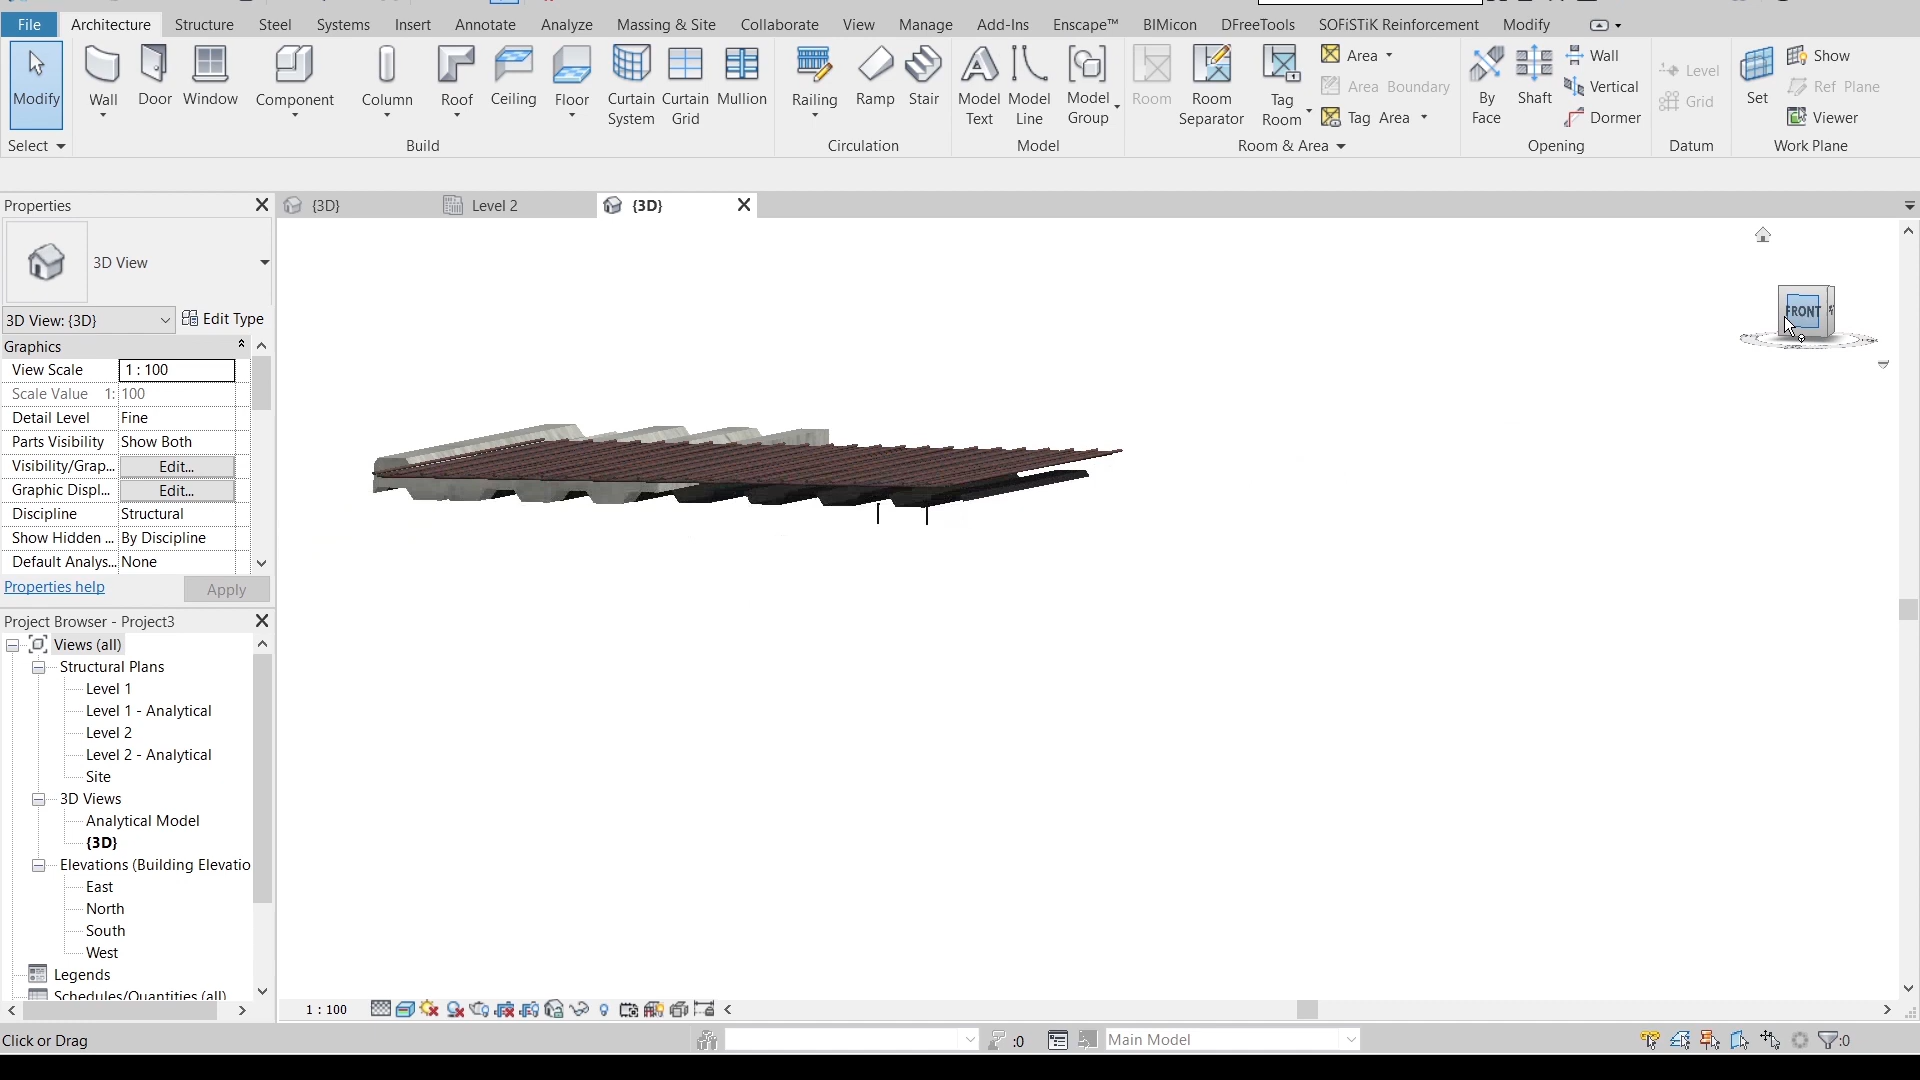 File Architecture Structure Steel Systems Insert Annotate Analyze Massing & Site Collaborate View Manage Add-Ins Enscape™ BIMicon DFreeTools SOFiSTiK Reinforcement Modify
Modify Wall Door Window Component Column Roof Ceiling Floor Curtain System Curtain Grid Mullion Railing Ramp Stair Model Text Model Line Model Group Room Room Separator Tag Room By Face Shaft Set
Area
Area Boundary
Tag Area
Wall
Vertical
Dormer
Level
Grid
Show
Ref Plane
Viewer
Select Build Circulation Model Room & Area Opening Datum Work Plane
Properties
{3D} Level 2 {3D}
3D View
3D View: {3D} Edit Type
Graphics
View Scale 1 : 100
Scale Value 1: 100
Detail Level Fine
Parts Visibility Show Both
Visibility/Grap... Edit...
Graphic Displ... Edit...
Discipline Structural
Show Hidden ... By Discipline
Default Analys... None
Properties help Apply
FRONT
Project Browser - Project3
Views (all)
Structural Plans
Level 1
Level 1 - Analytical
Level 2
Level 2 - Analytical
Site
3D Views
Analytical Model
{3D}
Elevations (Building Elevatio
East
North
South
West
Legends
Schedules/Quantities (all)
1 : 100
Click or Drag :0 Main Model :0